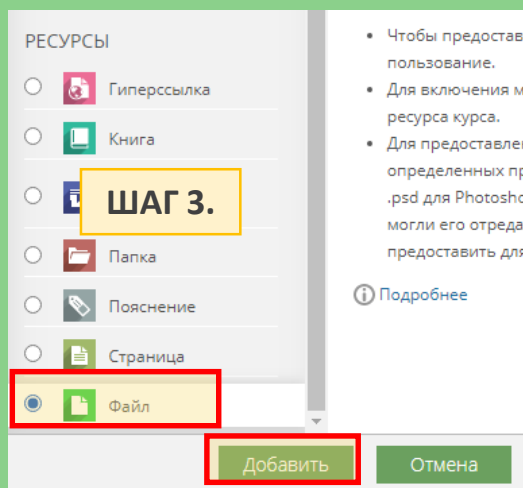 РЕСУРСЫ
Гиперссылка
Книга
ШАГ 3.
Папка
Пояснение
Страница
Файл
Чтобы предостав
пользование.
Для включения м
ресурса курса.
Для предоставле
определенных пр
.psd для Photosho
могли его отреда
предоставить для
Подробнее
Добавить
Отмена